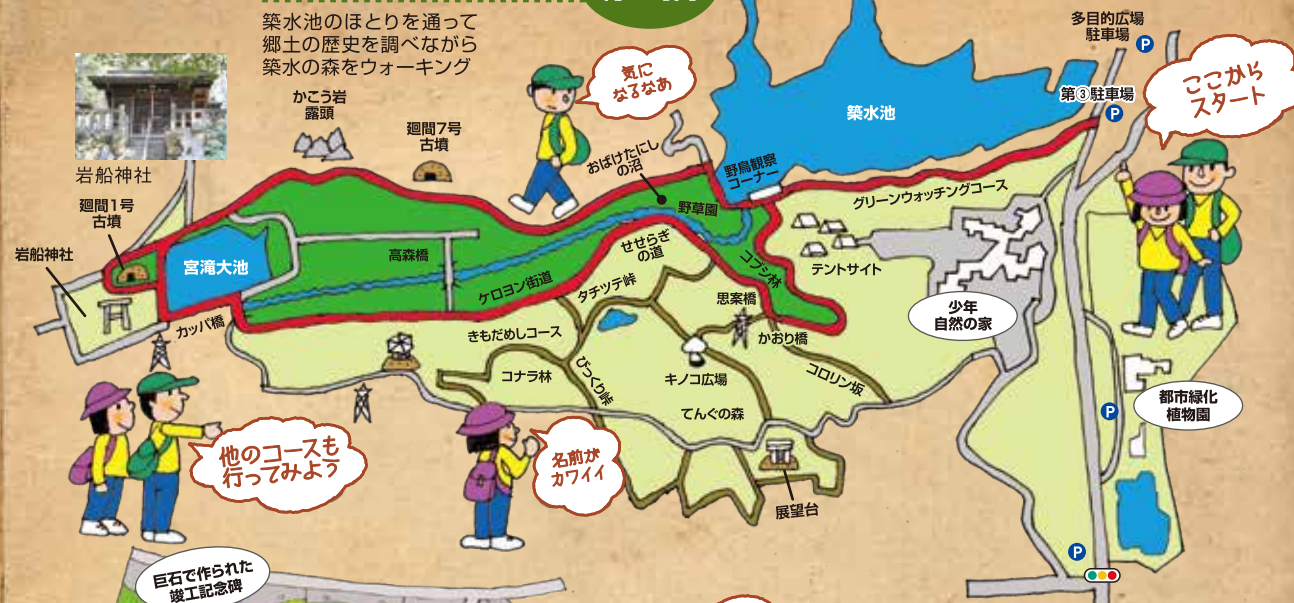 築水池のほとりを通って
郷土の歴史を調べながら
築水の森をウォーキング
岩船神社
かこう岩
露頭
廻間7号
古墳
気に
なるなあ
おばけたにし
の沼
野鳥観察
コーナー
築水池
多目的広場
駐車場
P
第③駐車場
P
ここから
スタート
廻間1号
古墳
岩船神社
宮滝大池
カッパ橋
高森橋
ケロヨン街道
野草園
せせらぎ
の道
タチツテ峠
コブシ林
グリーンウォッチングコース
テントサイト
少年
自然の家
思案橋
かおり橋
きもだめしコース
コナラ林
びっくり峠
キノコ広場
てんぐの森
コロリン坂
都市緑化
植物園
P
P
展望台
他のコースも
行ってみよう
名前が
カワイイ
巨石で作られた
竣工記念碑